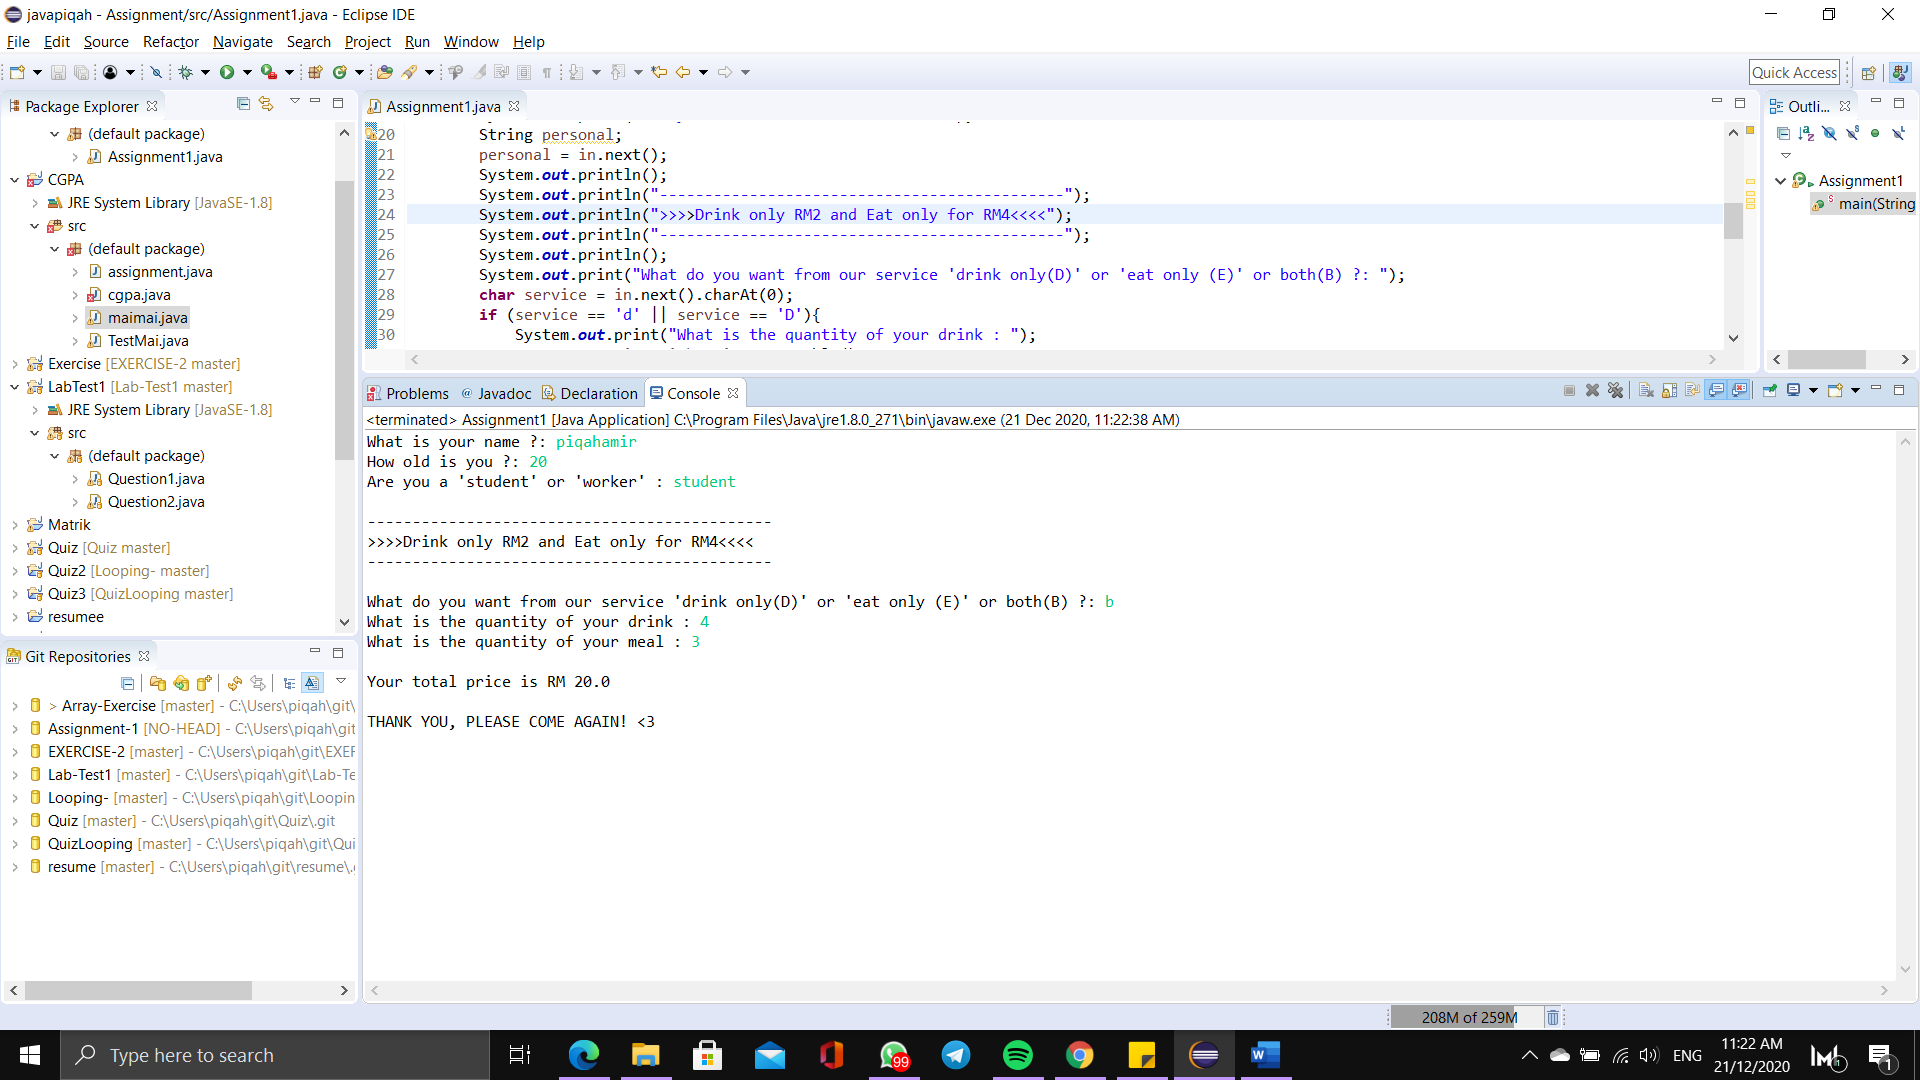 javapiqah - Assignment/src/Assignment1.java - Eclipse IDE
File Edit Source Refactor Navigate Search Project Run Window Help
Quick Access
Package Explorer
(default package)
Assignment1.java
CGPA
JRE System Library [JavaSE-1.8]
src
(default package)
assignment.java
cgpa.java
maimai.java
TestMai.java
Exercise [EXERCISE-2 master]
LabTest1 [Lab-Test1 master]
JRE System Library [JavaSE-1.8]
src
(default package)
Question1.java
Question2.java
Matrik
Quiz [Quiz master]
Quiz2 [Looping- master]
Quiz3 [QuizLooping master]
resumee
Git Repositories
> Array-Exercise [master] - C:\Users\piqah\git\
Assignment-1 [NO-HEAD] - C:\Users\piqah\git
EXERCISE-2 [master] - C:\Users\piqah\git\EXER
Lab-Test1 [master] - C:\Users\piqah\git\Lab-Te
Looping- [master] - C:\Users\piqah\git\Loopin
Quiz [master] - C:\Users\piqah\git\Quiz\.git
QuizLooping [master] - C:\Users\piqah\git\Qui
resume [master] - C:\Users\piqah\git\resume\.
Assignment1.java
20 String personal;
21 personal = in.next();
22 System.out.println();
23 System.out.println("---------------------------------------------");
24 System.out.println(">>>>Drink only RM2 and Eat only for RM4<<<<");
25 System.out.println("---------------------------------------------");
26 System.out.println();
27 System.out.print("What do you want from our service 'drink only(D)' or 'eat only (E)' or both(B) ?: ");
28 char service = in.next().charAt(0);
29 if (service == 'd' || service == 'D'){
30 System.out.print("What is the quantity of your drink : ");
Outli...
Assignment1
main(String
Problems @ Javadoc Declaration Console
<terminated> Assignment1 [Java Application] C:\Program Files\Java\jre1.8.0_271\bin\javaw.exe (21 Dec 2020, 11:22:38 AM)
What is your name ?: piqahamir
How old is you ?: 20
Are you a 'student' or 'worker' : student
---------------------------------------------
>>>>Drink only RM2 and Eat only for RM4<<<<
---------------------------------------------
What do you want from our service 'drink only(D)' or 'eat only (E)' or both(B) ?: b
What is the quantity of your drink : 4
What is the quantity of your meal : 3
Your total price is RM 20.0
THANK YOU, PLEASE COME AGAIN! <3
208M of 259M
Type here to search
99
ENG
11:22 AM
21/12/2020
1